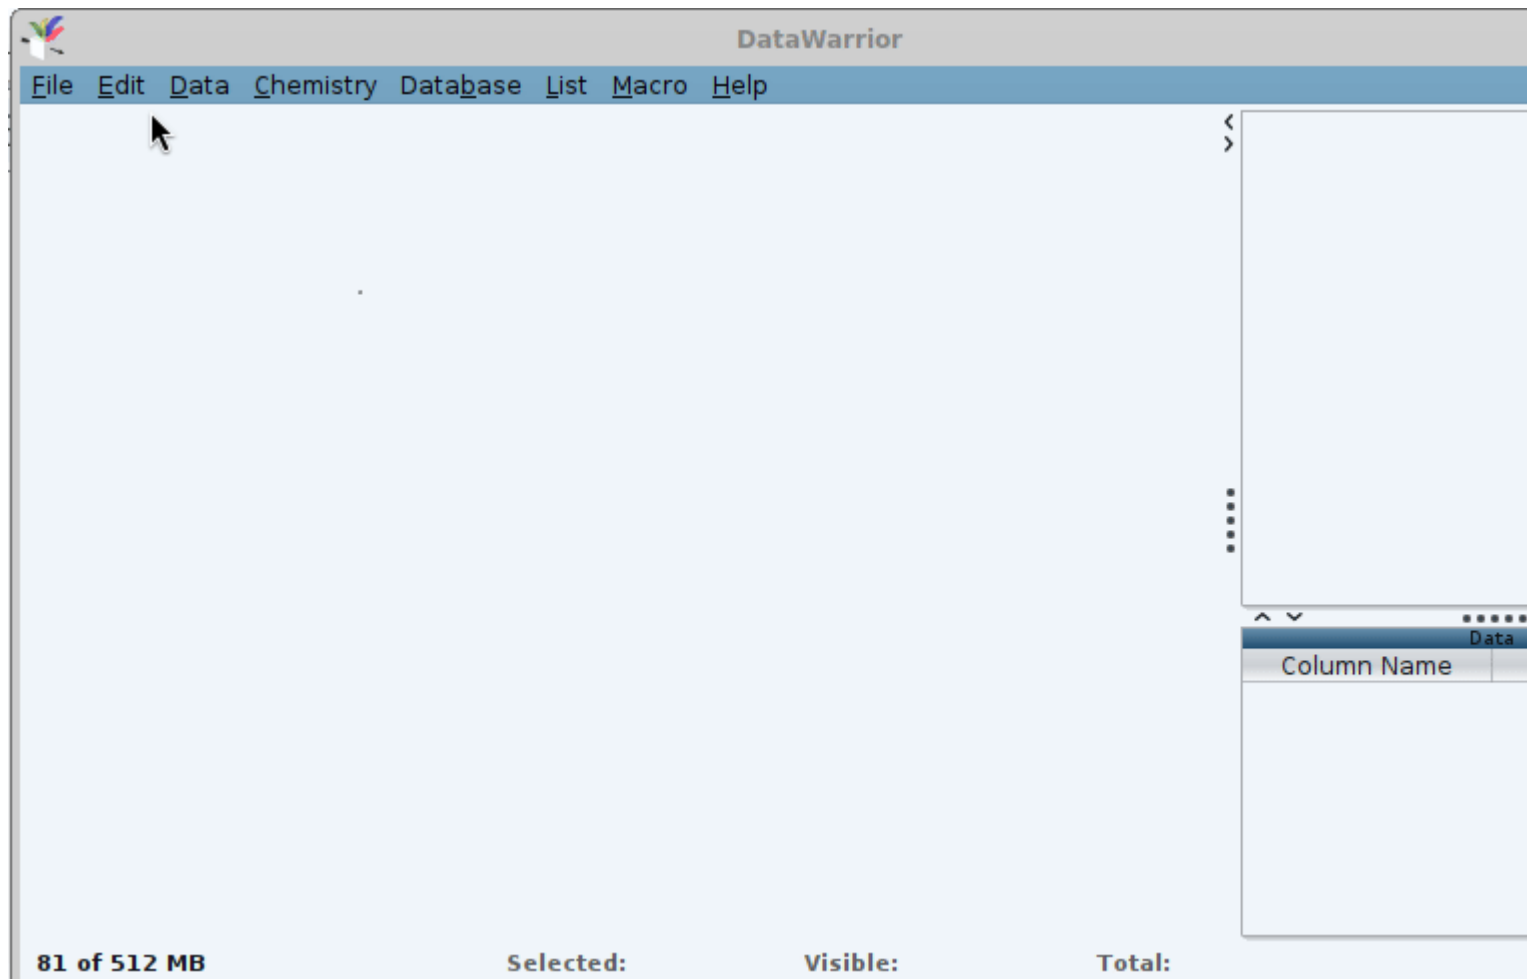 DataWarrior
File Edit Data Chemistry Database List Macro Help
Data
Column Name
81 of 512 MB Selected: Visible: Total: